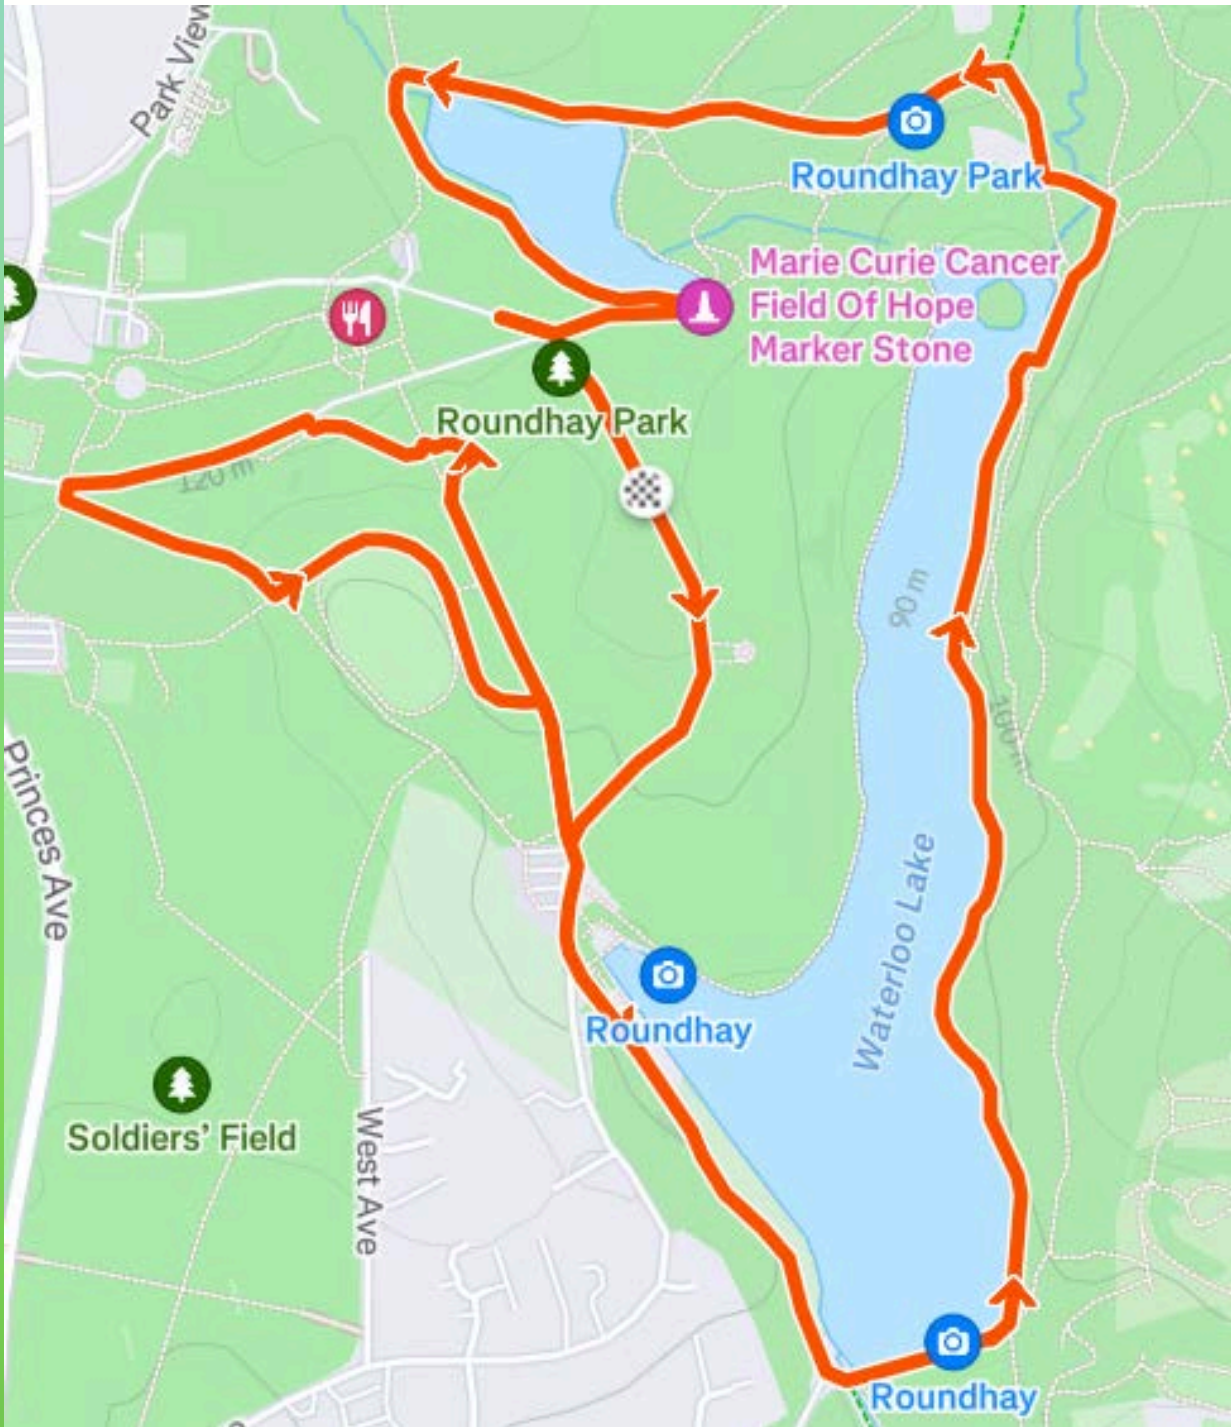 Park View
Roundhay Park
Marie Curie Cancer
Field Of Hope
Marker Stone
Roundhay Park
120 m
90 m
100 m
Princes Ave
Waterloo Lake
Roundhay
Soldiers’ Field
West Ave
Roundhay